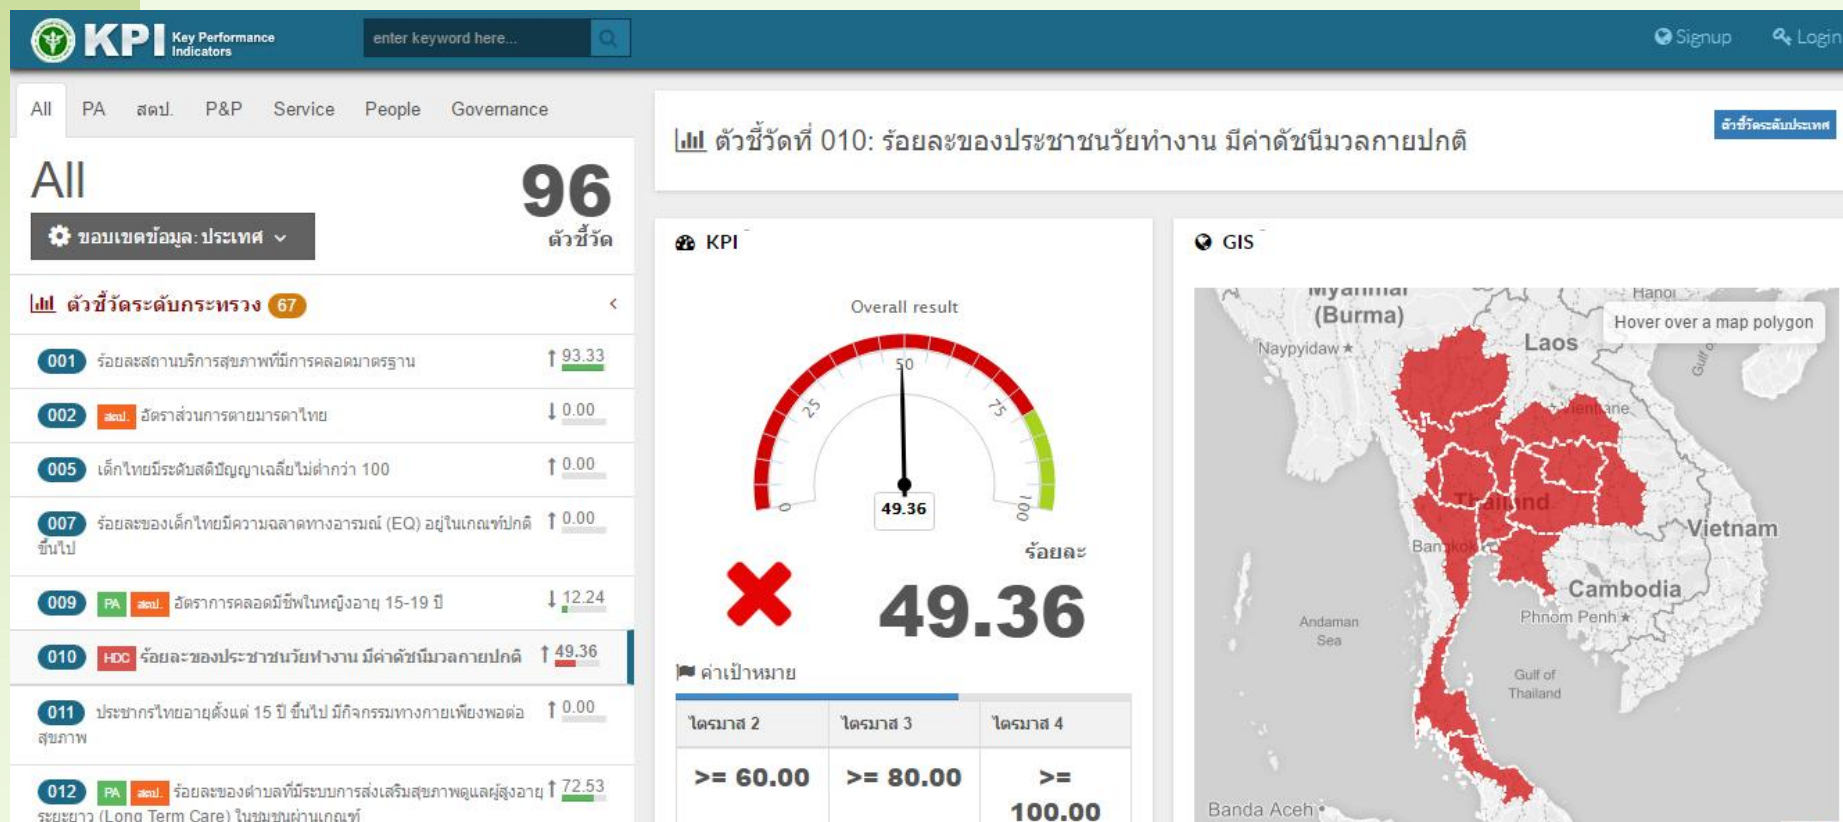 KPI Key Performance
Indicators
enter keyword here...
Signup
Login
All PA สตป. P&P Service People Governance
All
96
ตัวชี้วัด
ขอบเขตข้อมูล: ประเทศ
ตัวชี้วัดระดับกระทรวง 67
001 ร้อยละสถานบริการสุขภาพที่มีการคลอดมาตรฐาน 93.33
002 สตป. อัตราส่วนการตายมารดาไทย 0.00
005 เด็กไทยมีระดับสติปัญญาเฉลี่ยไม่ต่ำกว่า 100 0.00
007 ร้อยละของเด็กไทยมีความฉลาดทางอารมณ์ (EQ) อยู่ในเกณฑ์ปกติ 0.00
ขึ้นไป
009 PA สตป. อัตราการคลอดมีชีพในหญิงอายุ 15-19 ปี 12.24
010 HDC ร้อยละของประชาชนวัยทำงาน มีค่าดัชนีมวลกายปกติ 49.36
011 ประชากรไทยอายุตั้งแต่ 15 ปี ขึ้นไป มีกิจกรรมทางกายเพียงพอต่อ 0.00
สุขภาพ
012 PA สตป. ร้อยละของตำบลที่มีระบบการส่งเสริมสุขภาพดูแลผู้สูงอายุ 72.53
ระยะยาว (Long Term Care) ในชุมชนผ่านเกณฑ์
ตัวชี้วัดที่ 010: ร้อยละของประชาชนวัยทำงาน มีค่าดัชนีมวลกายปกติ
ตัวชี้วัดระดับประเทศ
KPI
Overall result
0
25
50
75
100
49.36
ร้อยละ
49.36
ค่าเป้าหมาย
ไตรมาส 2 ไตรมาส 3 ไตรมาส 4
>= 60.00 >= 80.00 >=
100.00
GIS
Hover over a map polygon
Myanmar
(Burma)
Hanoi
Naypyidaw
Laos
Gulf o
Vientiane
Thailand
Vietnam
Bangkok
Cambodia
Phnom Penh
Andaman
Sea
Gulf of
Thailand
Banda Aceh